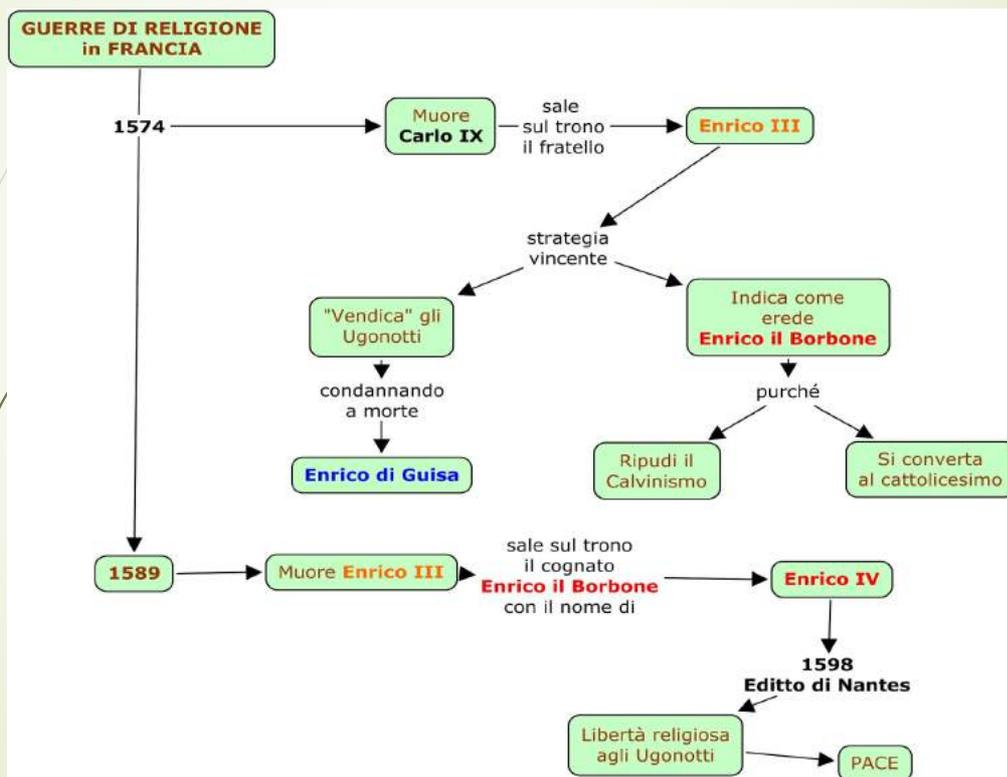 GUERRE DI RELIGIONE
in FRANCIA
1574
Muore
Carlo IX
sale
sul trono
il fratello
Enrico III
strategia
vincente
"Vendica" gli
Ugonotti
condannando
a morte
Enrico di Guisa
Indica come
erede
Enrico il Borbone
purché
Ripudi il
Calvinismo
Si converta
al cattolicesimo
1589
Muore Enrico III
sale sul trono
il cognato
Enrico il Borbone
con il nome di
Enrico IV
1598
Editto di Nantes
Libertà religiosa
agli Ugonotti
PACE